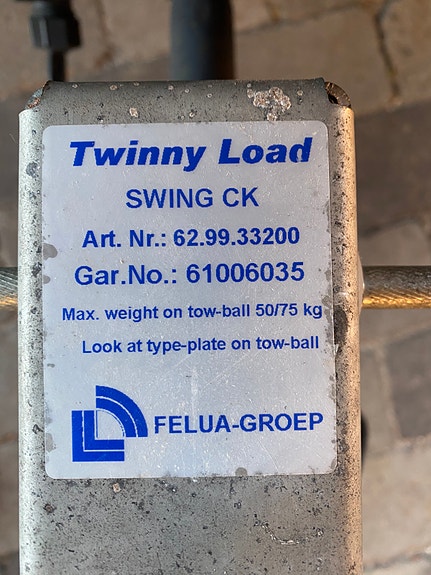 Twinny Load
SWING CK
Art. Nr.: 62.99.33200
Gar.No.: 61006035
Max. weight on tow-ball 50/75 kg
Look at type-plate on tow-ball
FELUA-GROEP